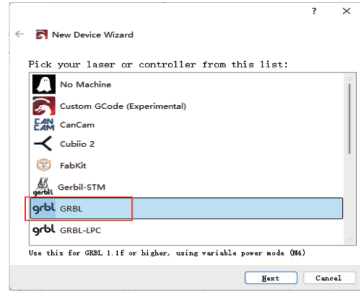 New Device Wizard
Pick your laser or controller from this list:
No Machine
Custom GCode (Experimental)
CAN CAM CanCam
Cubiio 2
FabKit
gerbil Gerbil-STM
grbl GRBL
grbl GRBL-LPC
Use this for GRBL 1.1f or higher, using variable power mode (M4)
Next Cancel